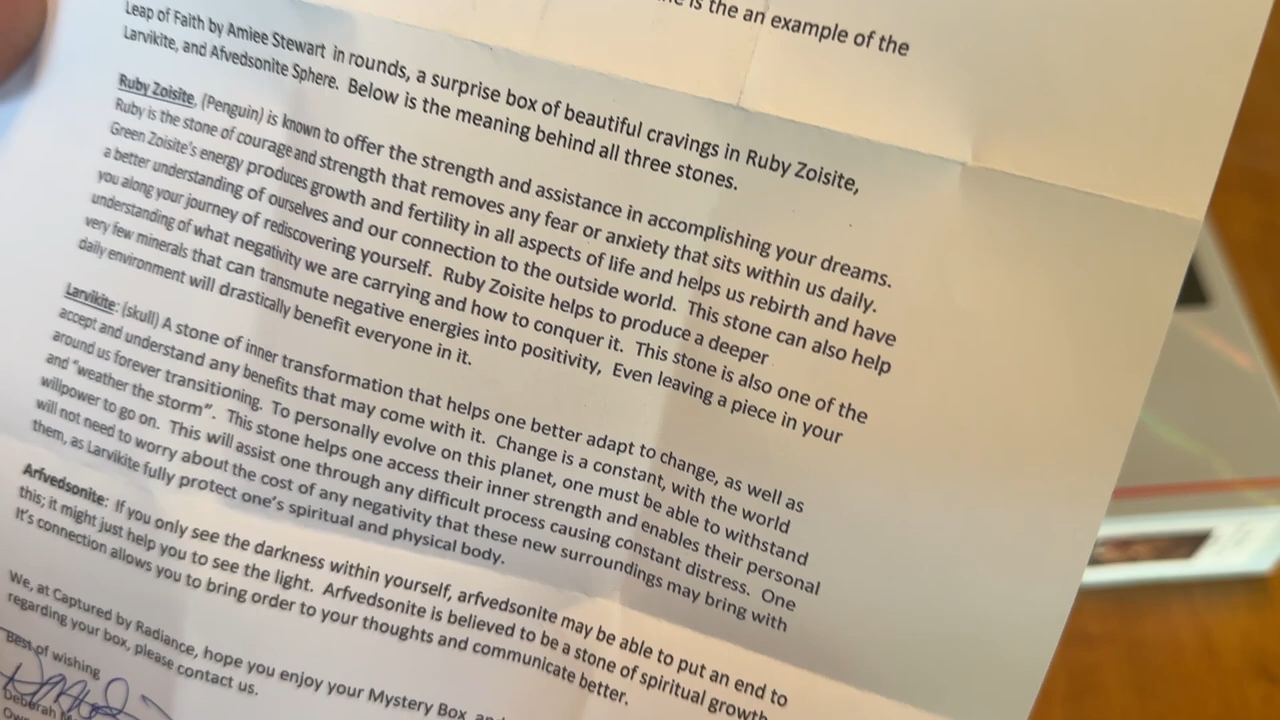 is the an example of the
Leap of Faith by Amiee Stewart in rounds, a surprise box of beautiful cravings in Ruby Zoisite,
Larvikite, and Afvedsonite Sphere. Below is the meaning behind all three stones.
Ruby Zoisite, (Penguin) is known to offer the strength and assistance in accomplishing your dreams.
Ruby is the stone of courage and strength that removes any fear or anxiety that sits within us daily.
Green Zoisite's energy produces growth and fertility in all aspects of life and helps us rebirth and have
a better understanding of ourselves and our connection to the outside world. This stone can also help
you along your journey of rediscovering yourself. Ruby Zoisite helps to produce a deeper
understanding of what negativity we are carrying and how to conquer it. This stone is also one of the
very few minerals that can transmute negative energies into positivity, Even leaving a piece in your
daily environment will drastically benefit everyone in it.
Larvikite: (skull) A stone of inner transformation that helps one better adapt to change, as well as
accept and understand any benefits that may come with it. Change is a constant, with the world
around us forever transitioning. To personally evolve on this planet, one must be able to withstand
and "weather the storm". This stone helps one access their inner strength and enables their personal
willpower to go on. This will assist one through any difficult process causing constant distress. One
will not need to worry about the cost of any negativity that these new surroundings may bring with
them, as Larvikite fully protect one's spiritual and physical body.
Arfvedsonite: If you only see the darkness within yourself, arfvedsonite may be able to put an end to
this; it might just help you to see the light. Arfvedsonite is believed to be a stone of spiritual growth
It's connection allows you to bring order to your thoughts and communicate better.
We, at Captured by Radiance, hope you enjoy your Mystery Box and
regarding your box, please contact us.
Best of wishing
Deborah